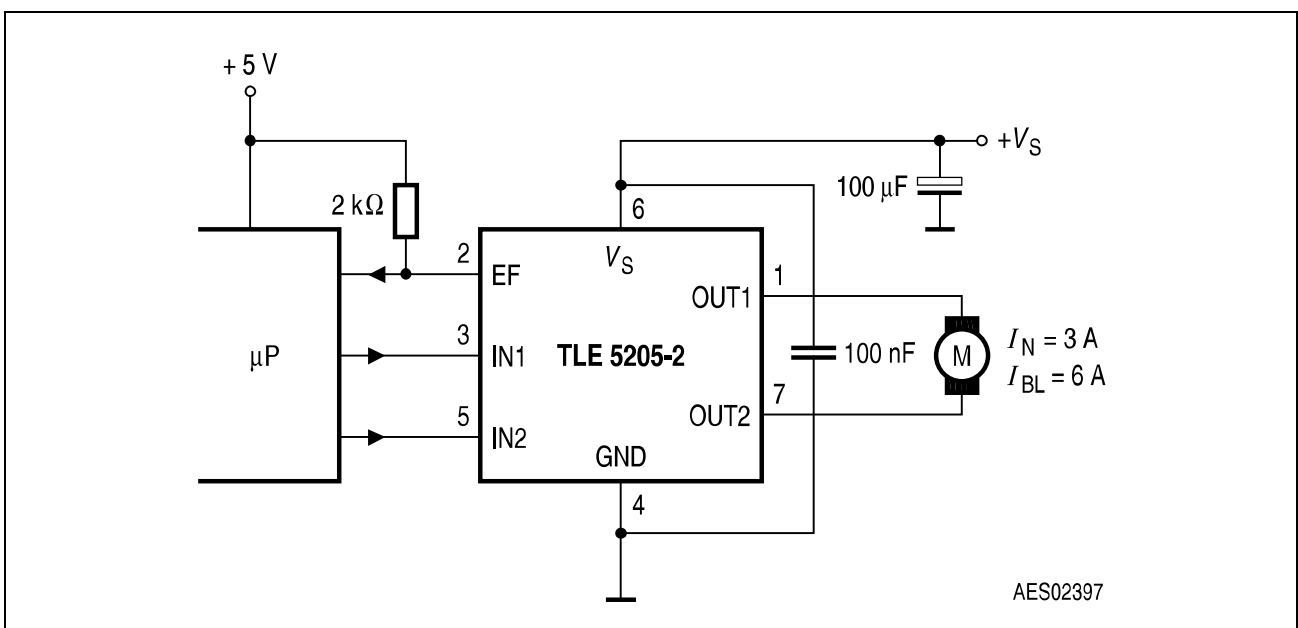 + 5 V
+VS
100 µF
2 kΩ
6
VS
2
EF
1
OUT1
3
IN1
µP
TLE 5205-2
100 nF
M
IN = 3 A
IBL = 6 A
7
OUT2
5
IN2
GND
4
AES02397